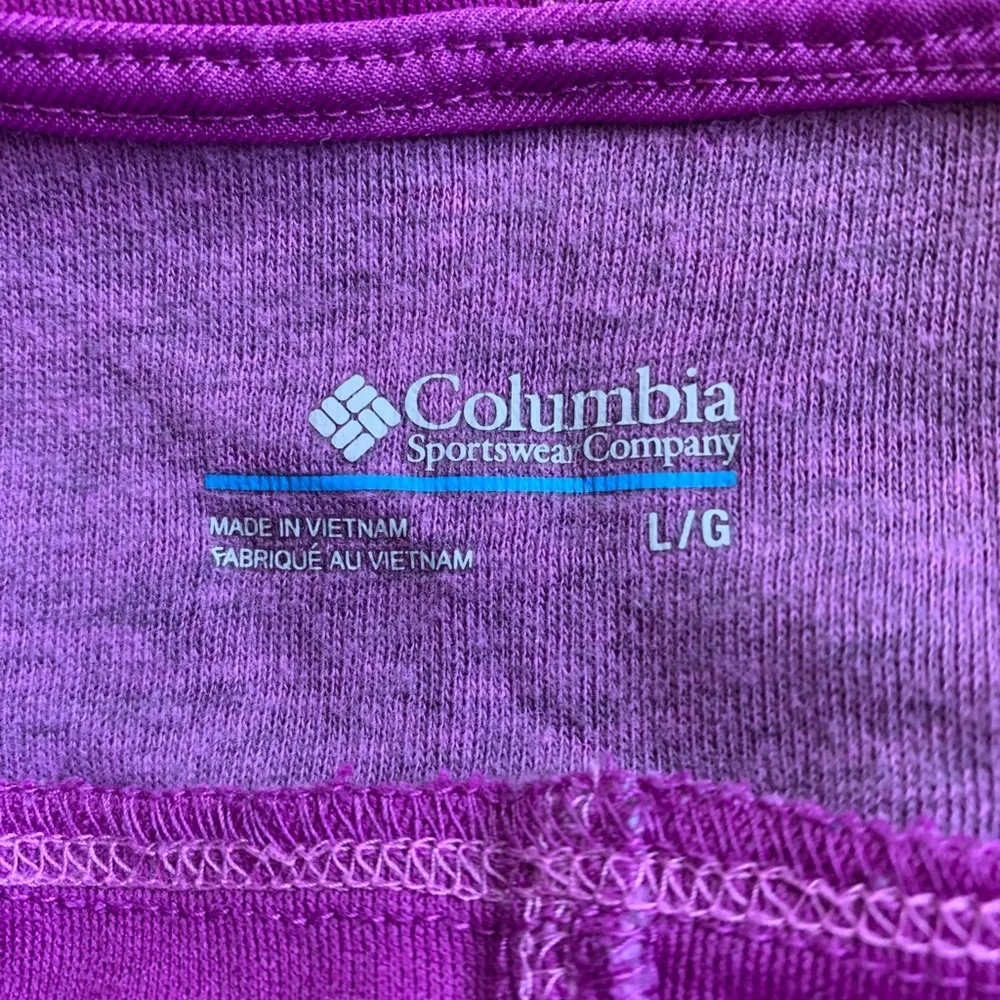 Columbia
Sportswear Company
MADE IN VIETNAM
FABRIQUÉ AU VIETNAM
L/G